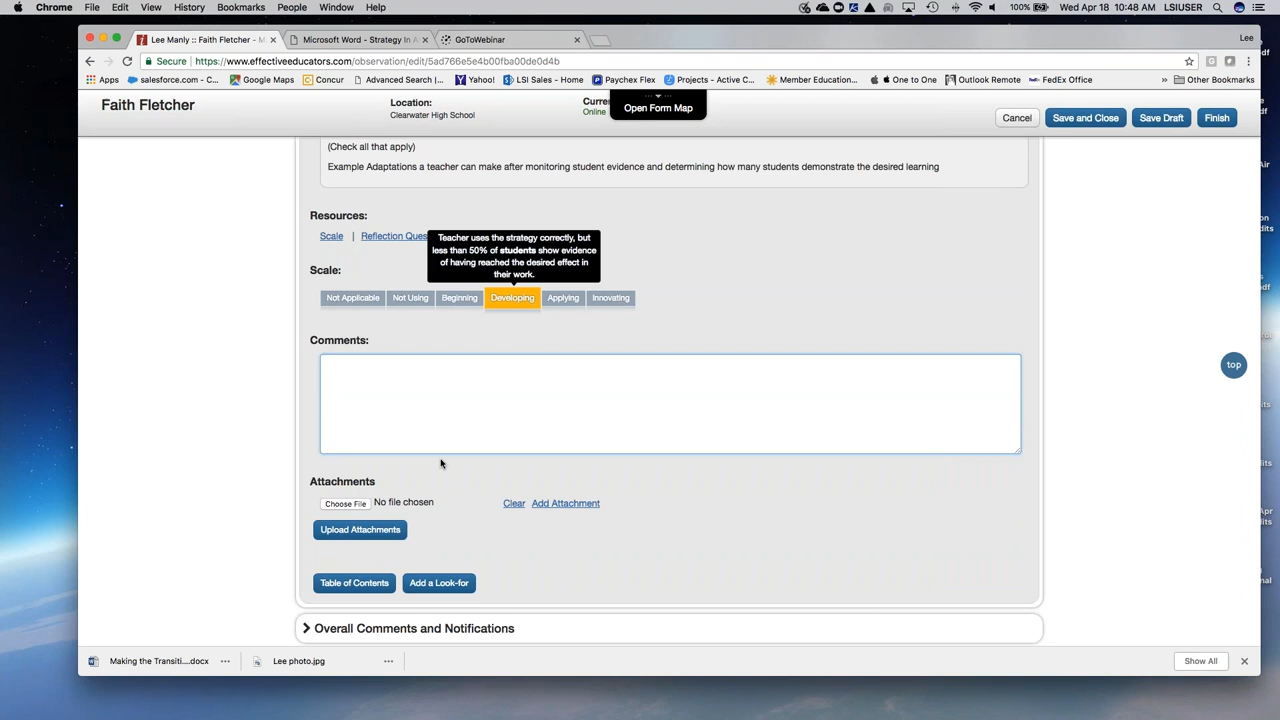 Chrome File Edit View History Bookmarks People Window Help 100% Wed Apr 18 10:48 AM LSIUSER
Lee Manly :: Faith Fletcher - M
Microsoft Word - Strategy In A
GoToWebinar
Lee
Secure https://www.effectiveeducators.com/observation/edit/5ad766e5e4b00fba00de0d4b
Apps salesforce.com - C... Google Maps Concur Advanced Search |... Yahoo! LSI Sales - Home Paychex Flex Projects - Active C... Member Education... One to One Outlook Remote FedEx Office » Other Bookmarks
Faith Fletcher
Location:
Clearwater High School
Curre
Online
Open Form Map
Cancel
Save and Close
Save Draft
Finish
(Check all that apply)
Example Adaptations a teacher can make after monitoring student evidence and determining how many students demonstrate the desired learning
Resources:
Scale | Reflection Ques
Teacher uses the strategy correctly, but
less than 50% of students show evidence
of having reached the desired effect in
their work.
Scale:
Not Applicable Not Using Beginning Developing Applying Innovating
Comments:
top
Attachments
Choose File No file chosen Clear Add Attachment
Upload Attachments
Table of Contents
Add a Look-for
Overall Comments and Notifications
Making the Transiti....docx
Lee photo.jpg
Show All